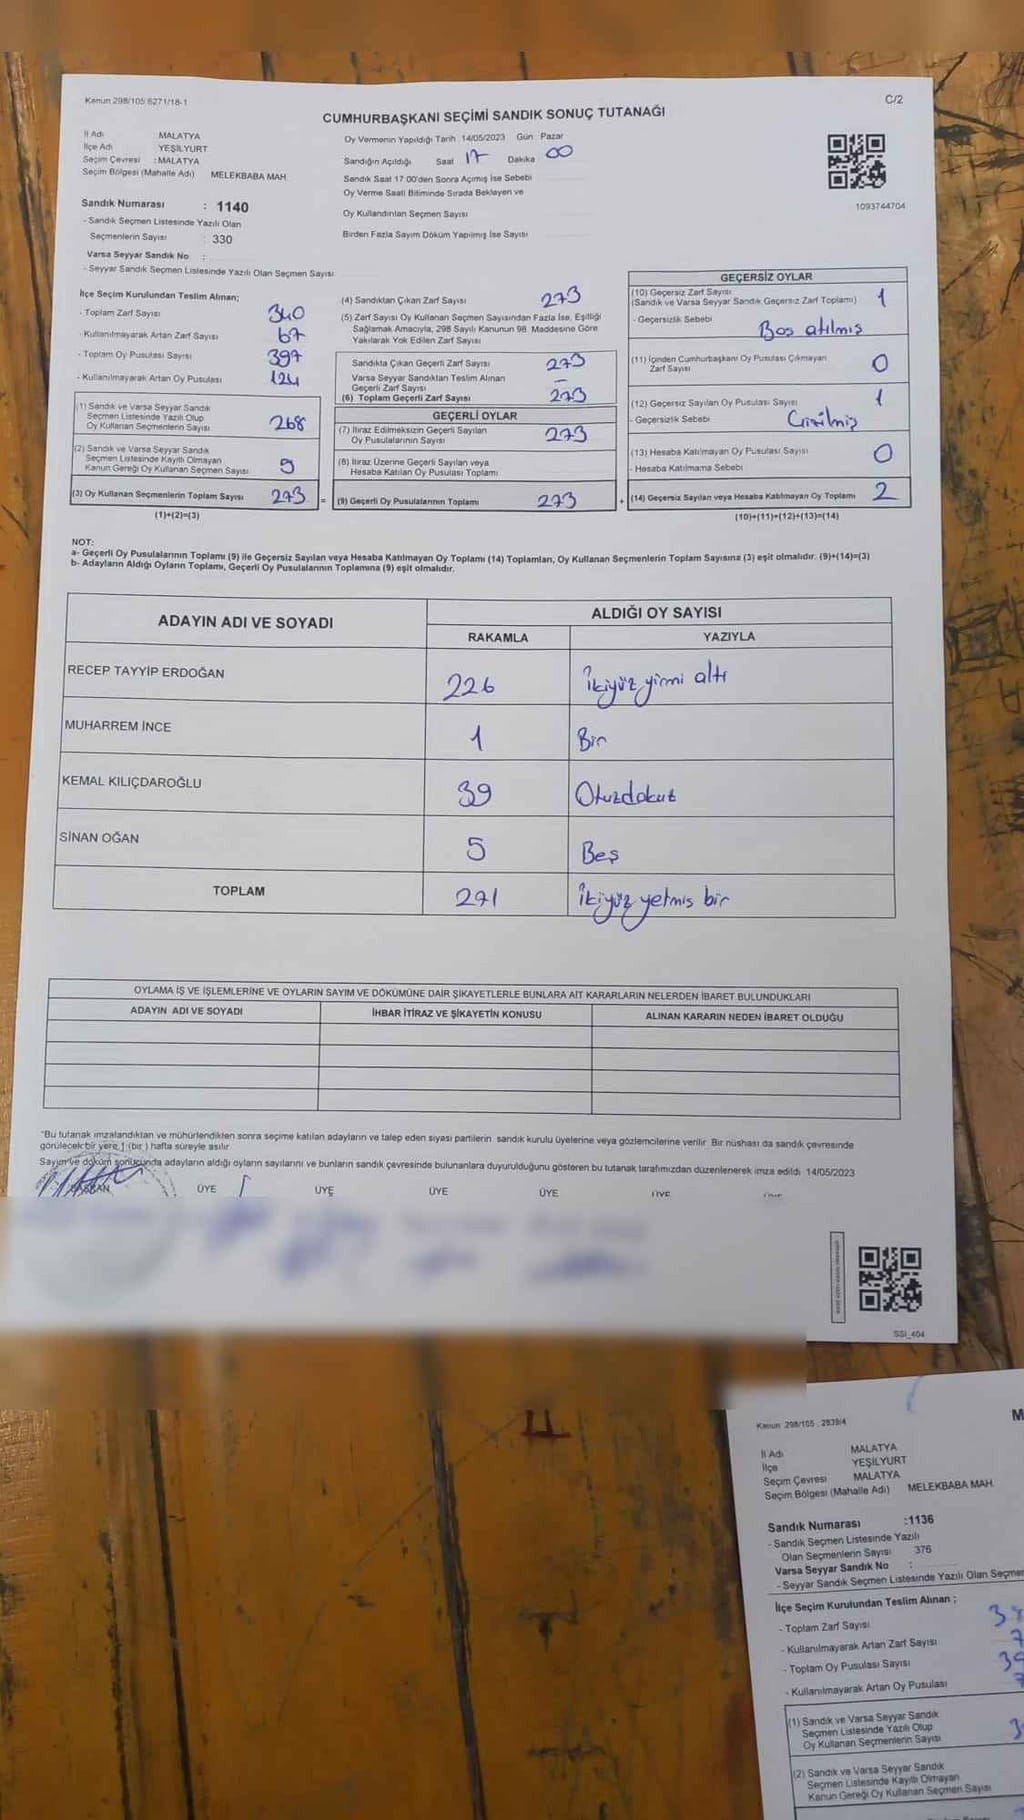 Kanun 298/105 6271/18-1
C/2
CUMHURBAŞKANI SEÇİMİ SANDIK SONUÇ TUTANAĞI
İl Adı MALATYA
İlçe Adı YEŞİLYURT
Seçim Çevresi : MALATYA
Seçim Bölgesi (Mahalle Adı) MELEKBABA MAH.
Sandık Numarası : 1140
- Sandık Seçmen Listesinde Yazılı Olan
Seçmenlerin Sayısı : 330
Varsa Seyyar Sandık No :
- Seyyar Sandık Seçmen Listesinde Yazılı Olan Seçmen Sayısı
Oy Vermenin Yapıldığı Tarih 14/05/2023 Gün Pazar
Sandığın Açıldığı Saat 17 Dakika 00
Sandık Saat 17.00'den Sonra Açımış İse Sebebi
Oy Verme Saati Bitiminde Sırada Bekleyen ve
Oy Kullandırılan Seçmen Sayısı
Birden Fazla Sayım Döküm Yapılmış İse Sayısı
1093744704
İlçe Seçim Kurulundan Teslim Alınan;
- Toplam Zarf Sayısı 340
- Kullanılmayarak Artan Zarf Sayısı 67
- Toplam Oy Pusulası Sayısı 397
- Kullanılmayarak Artan Oy Pusulası 124
(1) Sandık ve Varsa Seyyar Sandık
Seçmen Listesinde Yazılı Olup
Oy Kullanan Seçmenlerin Sayısı 268
(2) Sandık ve Varsa Seyyar Sandık
Seçmen Listesinde Kayıtlı Olmayan
Kanun Gereği Oy Kullanan Seçmen Sayısı
(3) Oy Kullanan Seçmenlerin Toplam Sayısı 273 =
(1)+(2)=(3)
(4) Sandıktan Çıkan Zarf Sayısı 273
(5) Zarf Sayısı Oy Kullanan Seçmen Sayısından Fazla İse, Eşitliği
Sağlamak Amacıyla, 298 Sayılı Kanunun 98. Maddesine Göre
Yakılarak Yok Edilen Zarf Sayısı
Sandıkta Çıkan Geçerli Zarf Sayısı 273
Varsa Seyyar Sandıktan Teslim Alınan
Geçerli Zarf Sayısı –
(6) Toplam Geçerli Zarf Sayısı 273
GEÇERLİ OYLAR
(7) İtiraz Edilmeksizin Geçerli Sayılan
Oy Pusulalarının Sayısı 273
(8) İtiraz Üzerine Geçerli Sayılan veya
Hesaba Katılan Oy Pusulası Toplamı
(9) Geçerli Oy Pusulalarının Toplamı 273 +
GEÇERSİZ OYLAR
(10) Geçersiz Zarf Sayısı
(Sandık ve Varsa Seyyar Sandık Geçersiz Zarf Toplamı) 1
- Geçersizlik Sebebi Boş atılmış
(11) İçinden Cumhurbaşkanı Oy Pusulası Çıkmayan
Zarf Sayısı 0
(12) Geçersiz Sayılan Oy Pusulası Sayısı 1
- Geçersizlik Sebebi Çizilmiş
(13) Hesaba Katılmayan Oy Pusulası Sayısı 0
- Hesaba Katılmama Sebebi
(14) Geçersiz Sayılan veya Hesaba Katılmayan Oy Toplamı 2
(10)+(11)+(12)+(13)=(14)
NOT:
a- Geçerli Oy Pusulalarının Toplamı (9) ile Geçersiz Sayılan veya Hesaba Katılmayan Oy Toplamı (14) Toplamları, Oy Kullanan Seçmenlerin Toplam Sayısına (3) eşit olmalıdır. (9)+(14)=(3)
b- Adayların Aldığı Oyların Toplamı, Geçerli Oy Pusulalarının Toplamına (9) eşit olmalıdır.
ADAYIN ADI VE SOYADI ALDIĞI OY SAYISI
RAKAMLA YAZIYLA
RECEP TAYYİP ERDOĞAN 226 İkiyüz yirmi altı
MUHARREM İNCE 1 Bir
KEMAL KILIÇDAROĞLU 39 Otuzdokuz
SİNAN OĞAN 5 Beş
TOPLAM 271 İkiyüz yetmiş bir
OYLAMA İŞ VE İŞLEMLERİNE VE OYLARIN SAYIM VE DÖKÜMÜNE DAİR ŞİKAYETLERLE BUNLARA AİT KARARLARIN NELERDEN İBARET BULUNDUKLARI
ADAYIN ADI VE SOYADI İHBAR İTİRAZ VE ŞİKAYETİN KONUSU ALINAN KARARIN NEDEN İBARET OLDUĞU
"Bu tutanak imzalandıktan ve mühürlendikten sonra seçime katılan adayların ve talep eden siyasi partilerin sandık kurulu üyelerine veya gözlemcilerine verilir Bir nüshası da sandık çevresinde
görülecek bir yere 1 (bir ) hafta süreyle asılır
Sayım ve döküm sonucunda adayların aldığı oyların sayılarını ve bunların sandık çevresinde bulunanlara duyurulduğunu gösteren bu tutanak tarafımızdan düzenlenerek imza edildi 14/05/2023
BAŞKAN ÜYE ÜYE ÜYE ÜYE ÜYE
SSI_404
Kanun 298/105 2839/4
M
İl Adı MALATYA
İlçe YEŞİLYURT
Seçim Çevresi MALATYA
Seçim Bölgesi (Mahalle Adı) MELEKBABA MAH.
Sandık Numarası :1136
- Sandık Seçmen Listesinde Yazılı
Olan Seçmenlerin Sayısı 376
Varsa Seyyar Sandık No :
- Seyyar Sandık Seçmen Listesinde Yazılı Olan Seçmen
İlçe Seçim Kurulundan Teslim Alınan ;
- Toplam Zarf Sayısı
- Kullanılmayarak Artan Zarf Sayısı
- Toplam Oy Pusulası Sayısı
- Kullanılmayarak Artan Oy Pusulası
(1) Sandık ve Varsa Seyyar Sandık
Seçmen Listesinde Yazılı Olup
Oy Kullanan Seçmenlerin Sayısı
(2) Sandık ve Varsa Seyyar Sandık
Seçmen Listesinde Kayıtlı Olmayan
Kanun Gereği Oy Kullanan Seçmen Sayısı